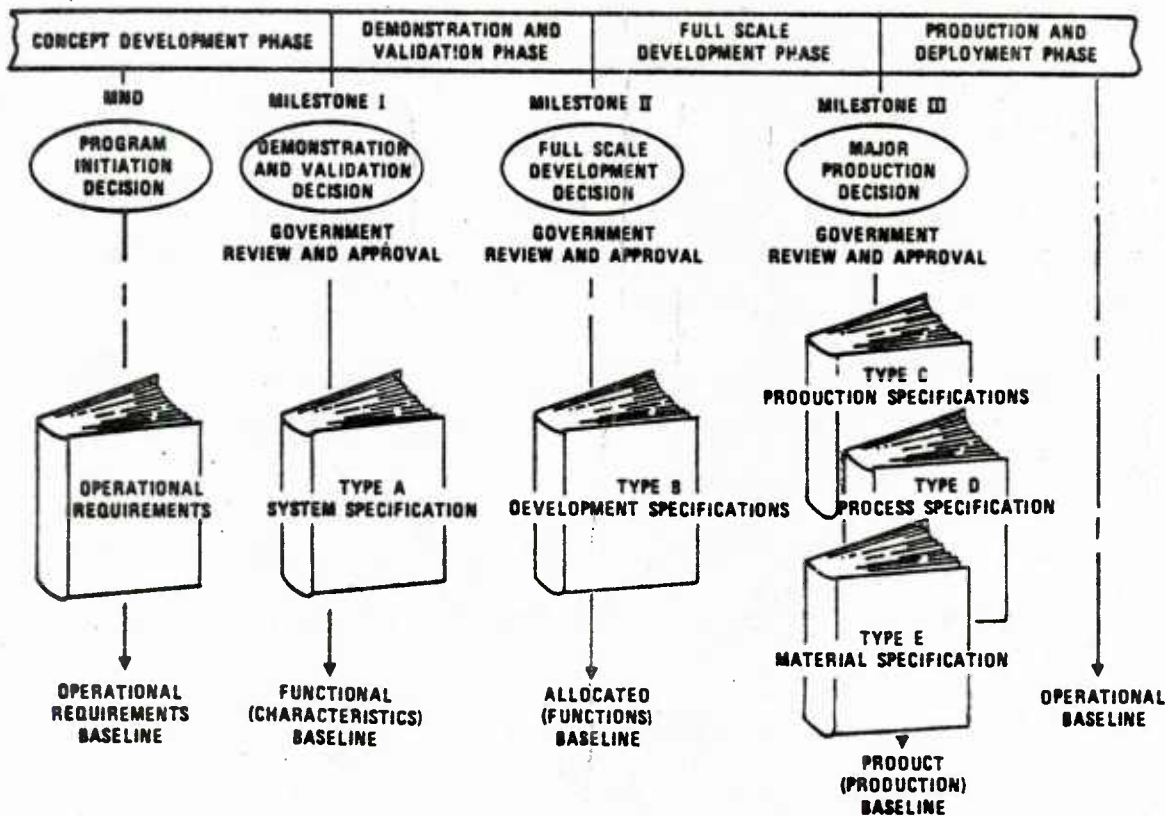 CONCEPT DEVELOPMENT PHASE
DEMONSTRATION AND
VALIDATION PHASE
FULL SCALE
DEVELOPMENT PHASE
PRODUCTION AND
DEPLOYMENT PHASE
MND
PROGRAM
INITIATION
DECISION
MILESTONE I
DEMONSTRATION
AND VALIDATION
DECISION
GOVERNMENT
REVIEW AND APPROVAL
MILESTONE II
FULL SCALE
DEVELOPMENT
DECISION
GOVERNMENT
REVIEW AND APPROVAL
MILESTONE III
MAJOR
PRODUCTION
DECISION
GOVERNMENT
REVIEW AND APPROVAL
OPERATIONAL
REQUIREMENTS
TYPE A
SYSTEM SPECIFICATION
TYPE B
DEVELOPMENT SPECIFICATIONS
TYPE C
PRODUCTION SPECIFICATIONS
TYPE D
PROCESS SPECIFICATION
TYPE E
MATERIAL SPECIFICATION
OPERATIONAL
REQUIREMENTS
BASELINE
FUNCTIONAL
(CHARACTERISTICS)
BASELINE
ALLOCATED
(FUNCTIONS)
BASELINE
PRODUCT
(PRODUCTION)
BASELINE
OPERATIONAL
BASELINE